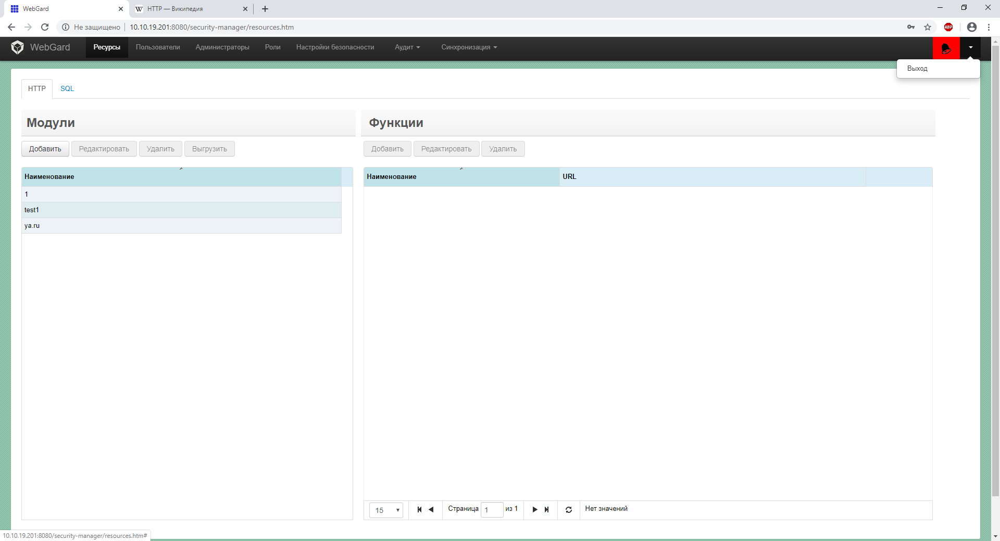 WebGard
HTTP — Википедия
Не защищено
10.10.19.201:8080/security-manager/resources.htm
ABP
WebGard
Ресурсы
Пользователи
Администраторы
Роли
Настройки безопасности
Аудит
Синхронизация
Выход
HTTP
SQL
Модули
Функции
Добавить
Редактировать
Удалить
Выгрузить
Добавить
Редактировать
Удалить
Наименование
Наименование
URL
1
test1
ya.ru
15
Страница 1 из 1
Нет значений
10.10.19.201:8080/security-manager/resources.htm#